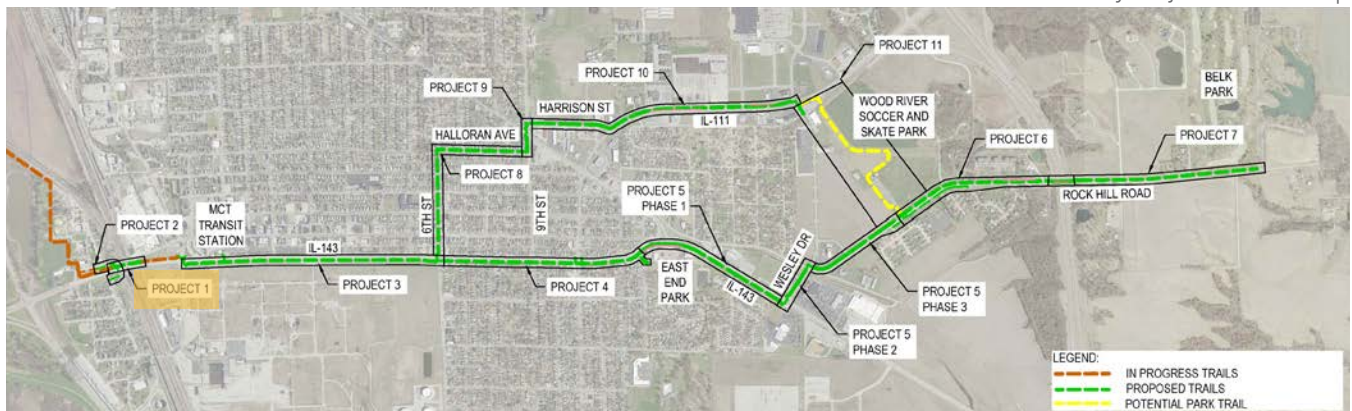 PROJECT 11
PROJECT 10
PROJECT 9
HARRISON ST
IL-111
HALLORAN AVE
WOOD RIVER
SOCCER AND
SKATE PARK
BELK
PARK
PROJECT 6
PROJECT 7
PROJECT 8
PROJECT 5
PHASE 1
6TH ST
9TH ST
ROCK HILL ROAD
MCT
TRANSIT
STATION
PROJECT 2
IL-143
PROJECT 1
PROJECT 3
PROJECT 4
EAST
END
PARK
IL-143
WESLEY DR
PROJECT 5
PHASE 3
PROJECT 5
PHASE 2
LEGEND:
IN PROGRESS TRAILS
PROPOSED TRAILS
POTENTIAL PARK TRAIL